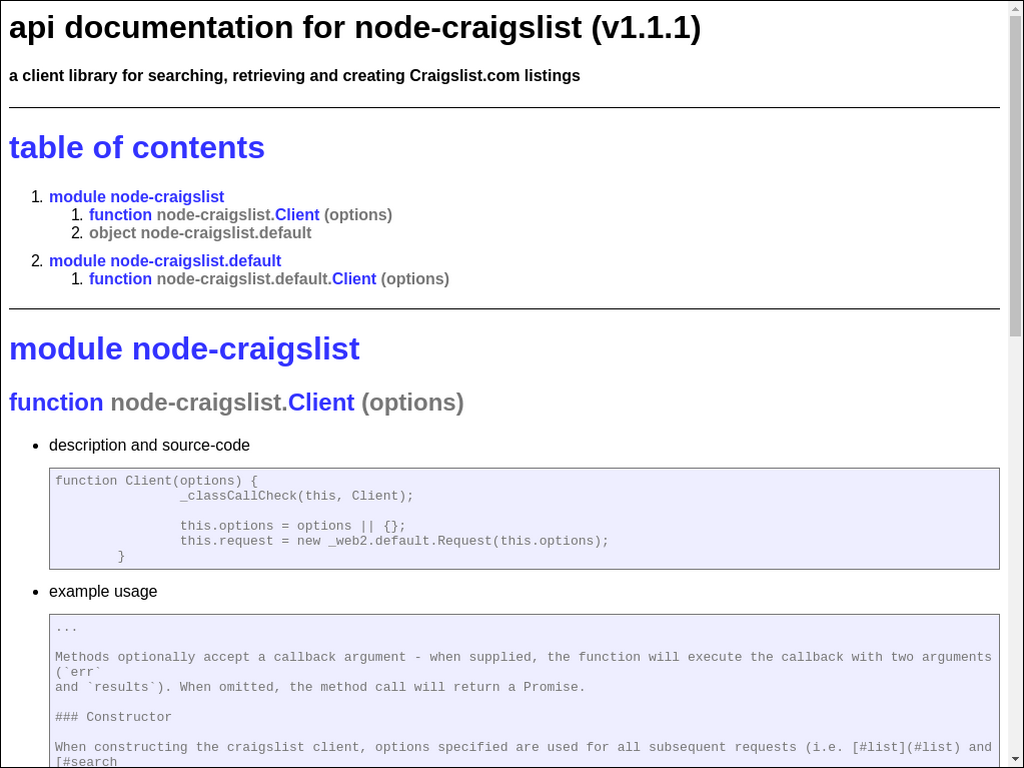 api documentation for node-craigslist (v1.1.1)
a client library for searching, retrieving and creating Craigslist.com listings
table of contents
1. module node-craigslist
1. function node-craigslist.Client (options)
2. object node-craigslist.default
2. module node-craigslist.default
1. function node-craigslist.default.Client (options)
module node-craigslist
function node-craigslist.Client (options)
• description and source-code
function Client(options) {
_classCallCheck(this, Client);
this.options = options || {};
this.request = new _web2.default.Request(this.options);
}
• example usage
...
Methods optionally accept a callback argument - when supplied, the function will execute the callback with two arguments
(`err`
and `results`). When omitted, the method call will return a Promise.
### Constructor
When constructing the craigslist client, options specified are used for all subsequent requests (i.e. [#list](#list) and
[#search